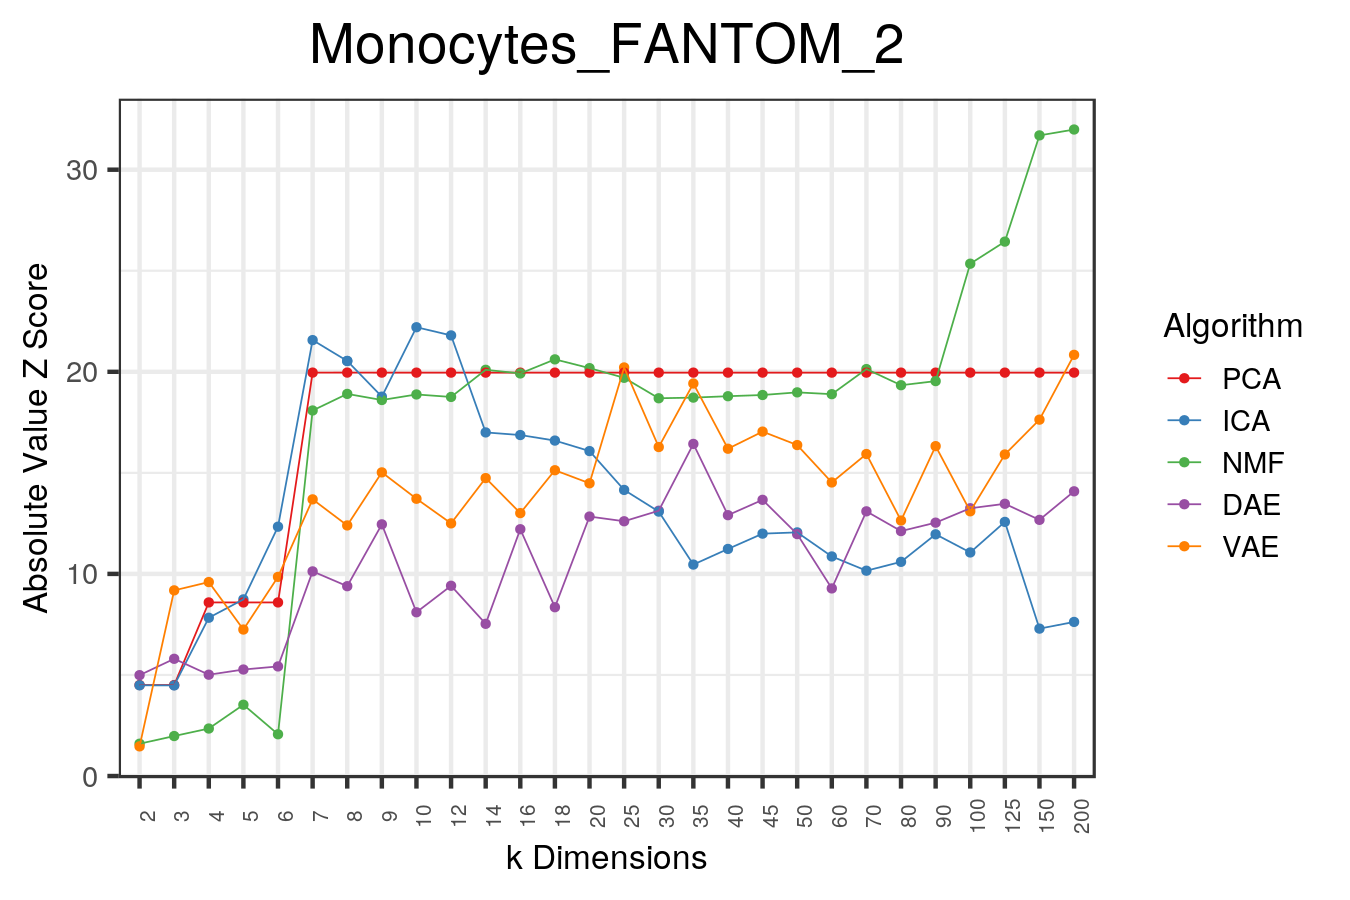 Monocytes_FANTOM_2
Absolute Value Z Score
30
20
10
0
2 3 4 5 6 7 8 9 10 12 14 16 18 20 25 30 35 40 45 50 60 70 80 90 100 125 150 200
k Dimensions
Algorithm
PCA
ICA
NMF
DAE
VAE